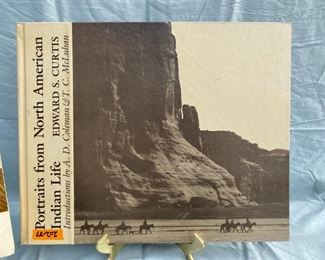 Portraits from North American
Indian Life EDWARD S. CURTIS
Introductions by A. D. Coleman & T. C. McLuhan